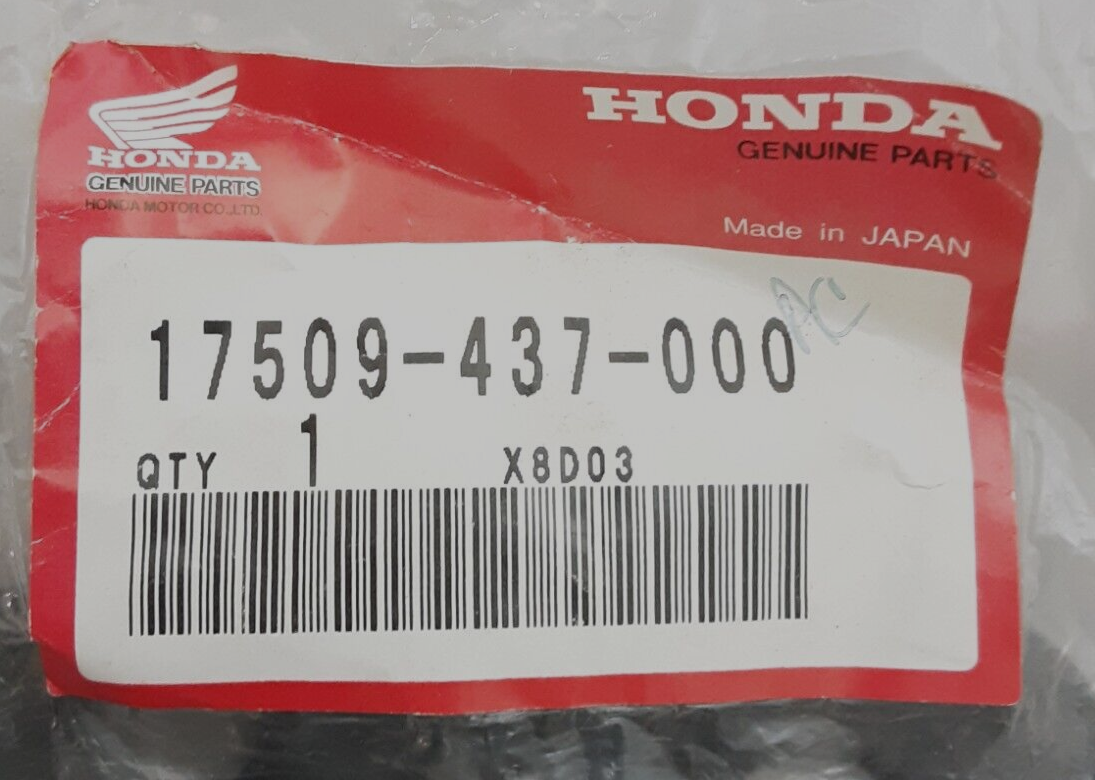 HONDA
GENUINE PARTS
HONDA MOTOR CO.,LTD.
HONDA
GENUINE PARTS
Made in JAPAN
17509-437-000
AC
QTY 1 X8D03